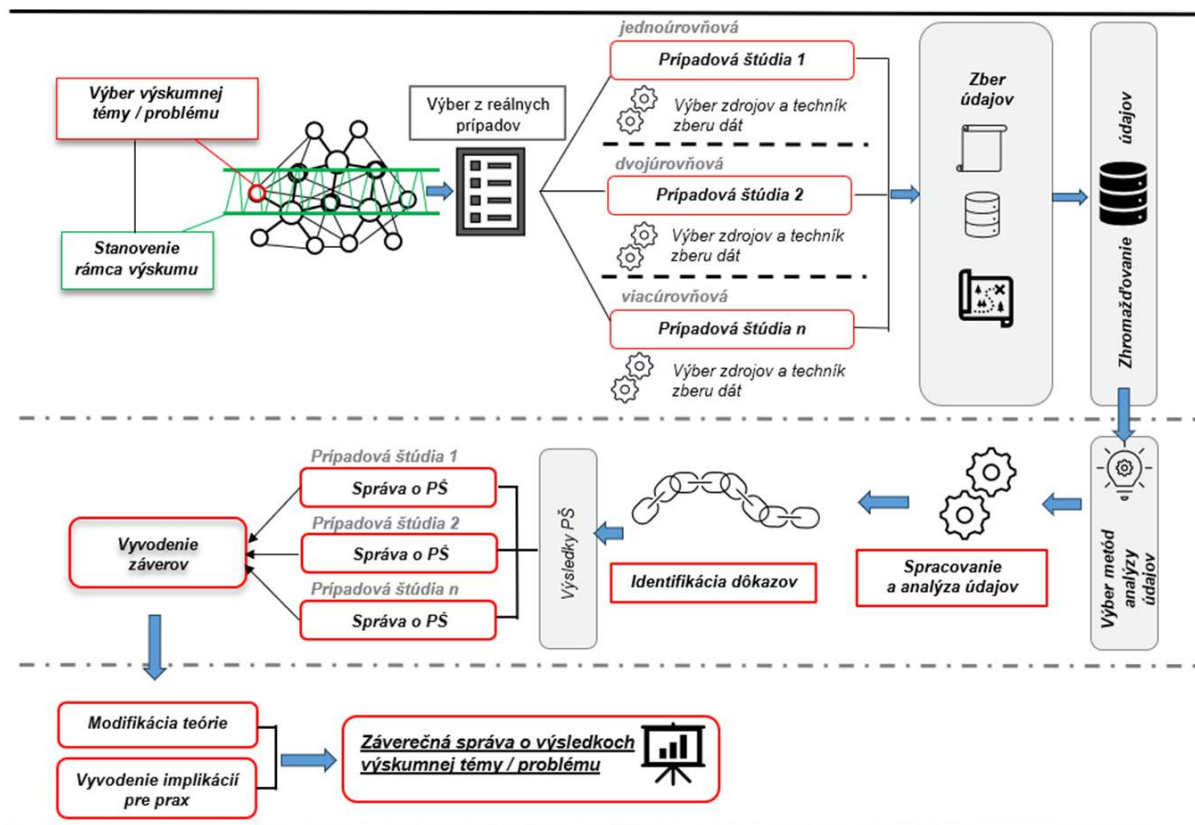 Výber výskumnej
témy / problému
Stanovenie
rámca výskumu
Výber z reálnych
prípadov
jednoúrovňová
Prípadová štúdia 1
Výber zdrojov a techník
zberu dát
dvojúrovňová
Prípadová štúdia 2
Výber zdrojov a techník
zberu dát
viacúrovňová
Prípadová štúdia n
Výber zdrojov a techník
zberu dát
Zber
údajov
Zhromažďovanie údajov
Výber metód
analýzy
údajov
Spracovanie
a analýza údajov
Identifikácia dôkazov
Výsledky PŠ
Prípadová štúdia 1
Správa o PŠ
Prípadová štúdia 2
Správa o PŠ
Prípadová štúdia n
Správa o PŠ
Vyvodenie
záverov
Modifikácia teórie
Vyvodenie implikácií
pre prax
Záverečná správa o výsledkoch
výskumnej témy / problému